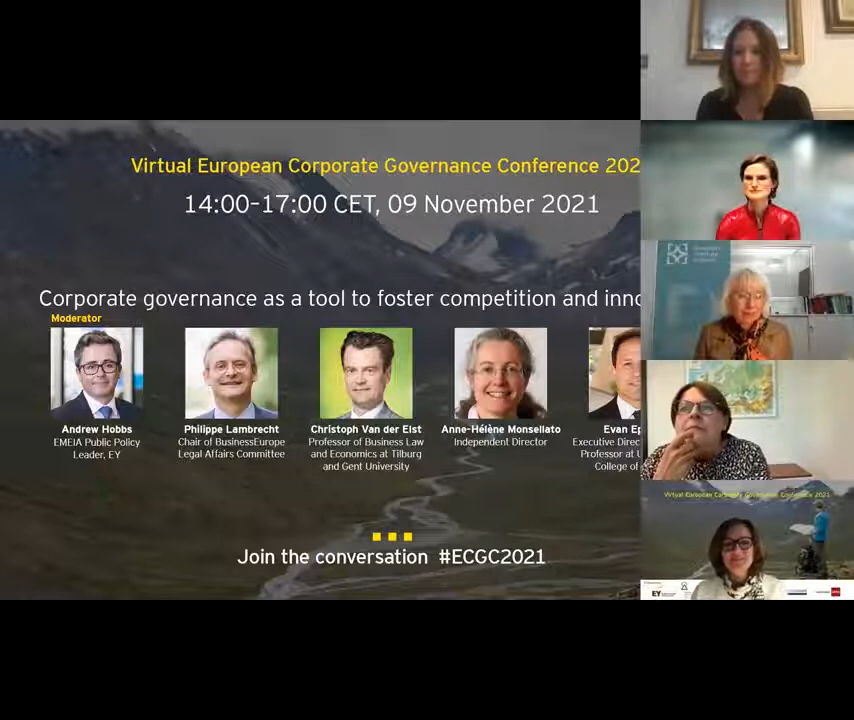 Virtual European Corporate Governance Conference 202
14:00–17:00 CET, 09 November 2021
Corporate governance as a tool to foster competition and inno
Moderator
Andrew Hobbs
EMEIA Public Policy
Leader, EY
Philippe Lambrecht
Chair of BusinessEurope
Legal Affairs Committee
Christoph Van der Elst
Professor of Business Law
and Economics at Tilburg
and Gent University
Anne-Hélène Monsellato
Independent Director
Evan Ep
Executive Direc
Professor at U
College of
Join the conversation #ECGC2021
Virtual European Corporate Governance Conference 2021
EY